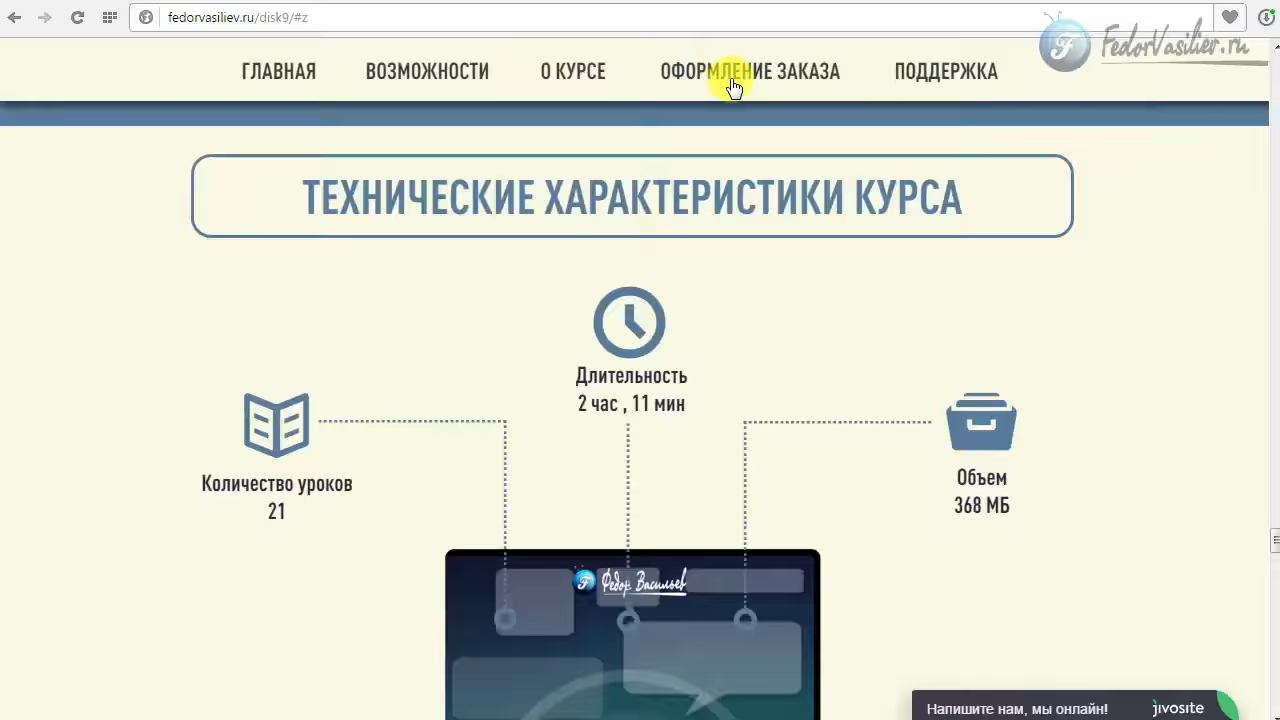 fedorvasiliev.ru/disk9/#z
FedorVasiliev.ru
ГЛАВНАЯ ВОЗМОЖНОСТИ О КУРСЕ ОФОРМЛЕНИЕ ЗАКАЗА ПОДДЕРЖКА
ТЕХНИЧЕСКИЕ ХАРАКТЕРИСТИКИ КУРСА
Длительность
2 час , 11 мин
Количество уроков
21
Объем
368 МБ
Федор Васильев
Напишите нам, мы онлайн! jivosite